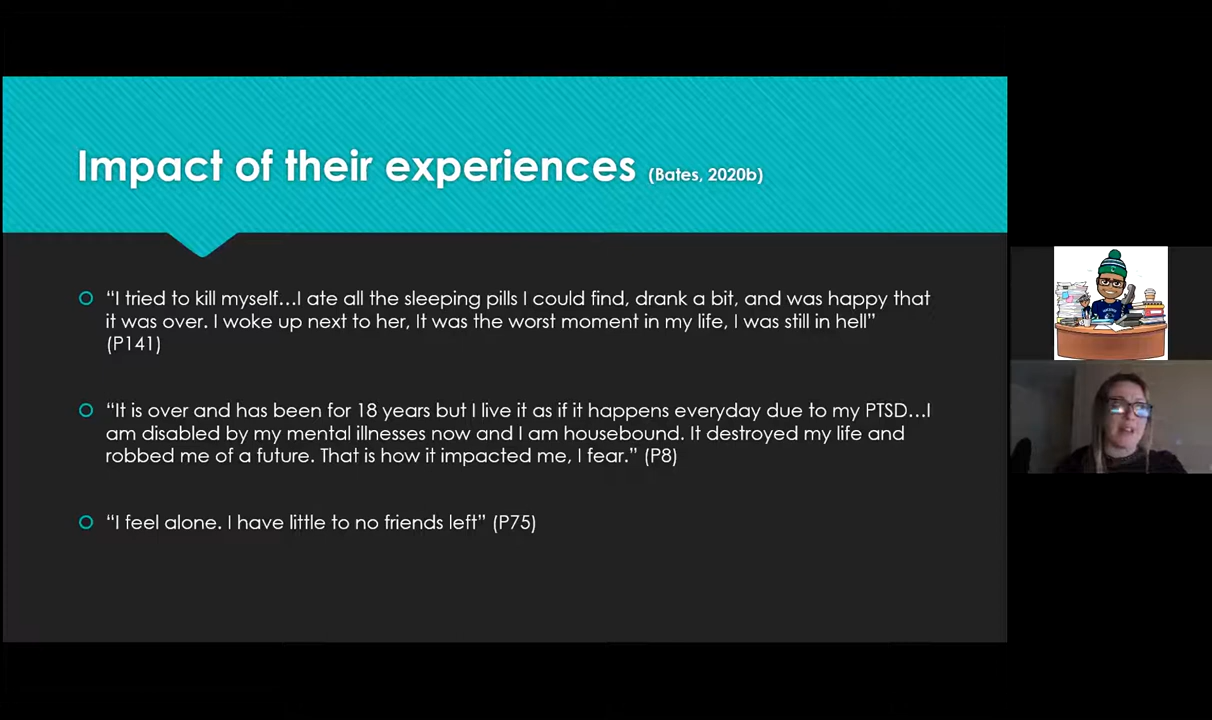 Impact of their experiences (Bates, 2020b)
“I tried to kill myself…I ate all the sleeping pills I could find, drank a bit, and was happy that
it was over. I woke up next to her, It was the worst moment in my life, I was still in hell”
(P141)
“It is over and has been for 18 years but I live it as if it happens everyday due to my PTSD…I
am disabled by my mental illnesses now and I am housebound. It destroyed my life and
robbed me of a future. That is how it impacted me, I fear.” (P8)
“I feel alone. I have little to no friends left” (P75)